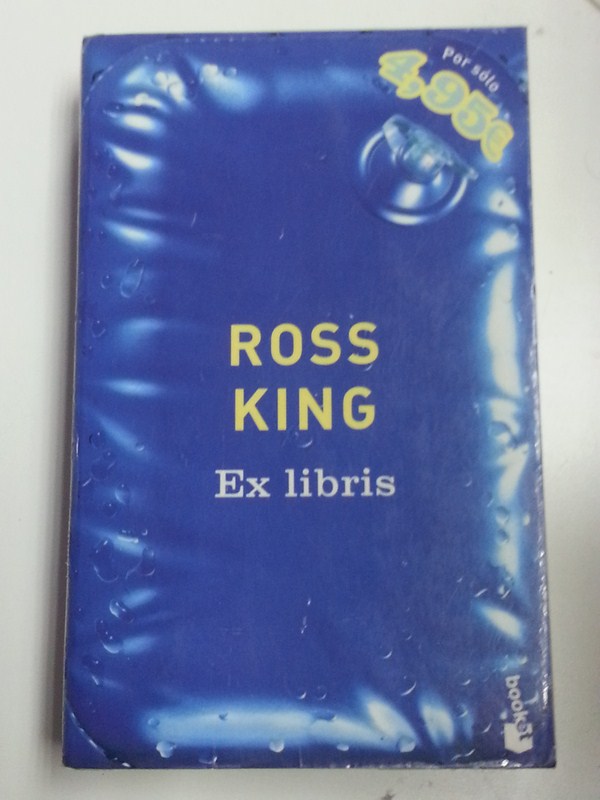 Por sólo
4,95€
ROSS
KING
Ex libris
booket